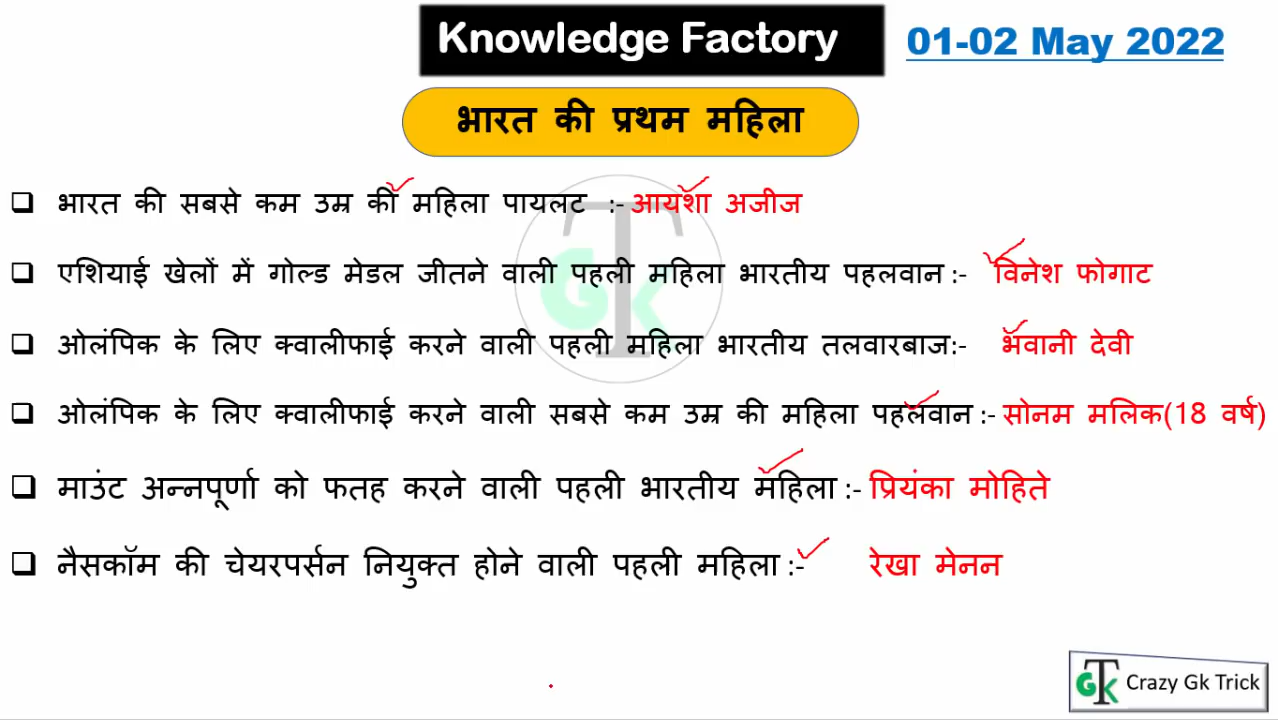 Knowledge Factory
01-02 May 2022
भारत की प्रथम महिला
भारत की सबसे कम उम्र की महिला पायलट :- आयशा अजीज
एशियाई खेलों में गोल्ड मेडल जीतने वाली पहली महिला भारतीय पहलवान :- विनेश फोगाट
ओलंपिक के लिए क्वालीफाई करने वाली पहली महिला भारतीय तलवारबाज:- भवानी देवी
ओलंपिक के लिए क्वालीफाई करने वाली सबसे कम उम्र की महिला पहलवान :- सोनम मलिक(18 वर्ष)
माउंट अन्नपूर्णा को फतह करने वाली पहली भारतीय महिला :- प्रियंका मोहिते
नैसकॉम की चेयरपर्सन नियुक्त होने वाली पहली महिला :- रेखा मेनन
GTK
GTK Crazy Gk Trick